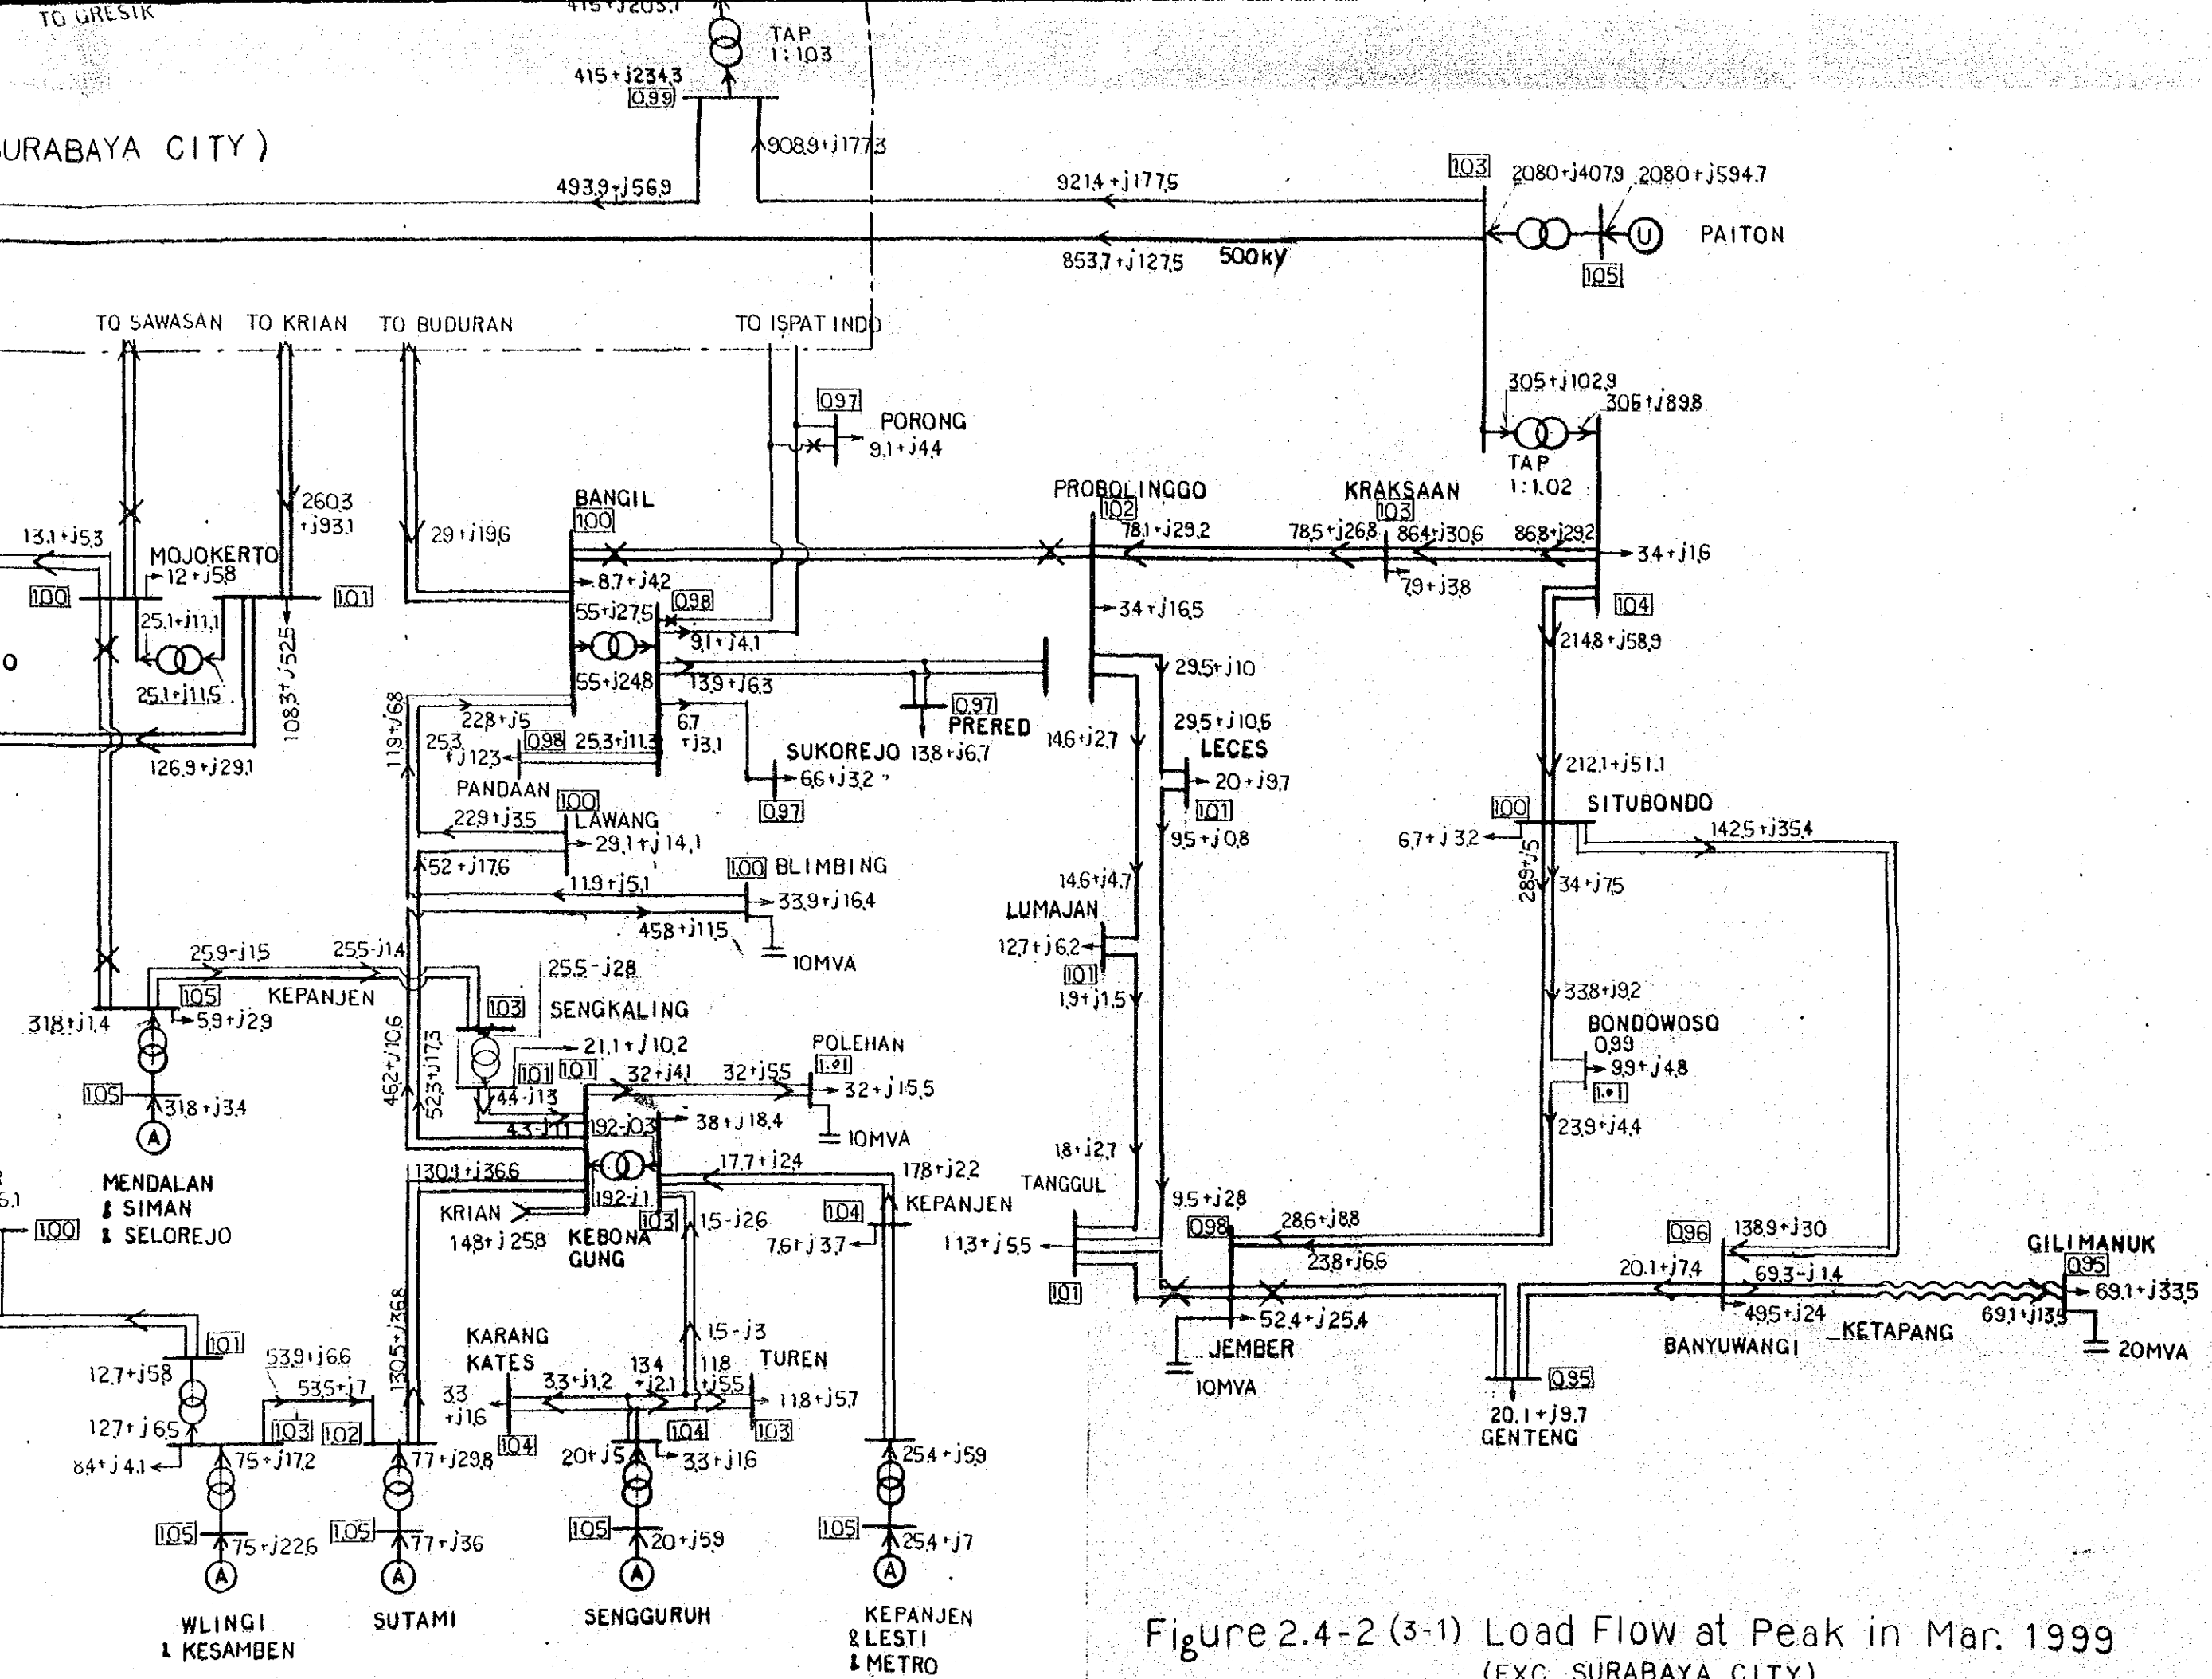 TO GRESIK
415+j203.1
TAP
1:1.03
415+j234.3
0.99
SURABAYA CITY)
908.9+j177.3
493.9+j56.9
921.4+j177.5
1.03
2080+j407.9
2080+j594.7
U
PAITON
1.05
853.7+j127.5
500kV
TO SAWASAN
TO KRIAN
TO BUDURAN
TO ISPAT INDO
305+j102.9
305+j89.8
TAP
1:1.02
0.97
PORONG
9.1+j4.4
BANGIL
1.00
PROBOLINGGO
1.02
KRAKSAAN
1.03
78.1+j29.2
78.5+j26.8
86.4+j30.6
86.8+j29.2
3.4+j1.6
7.9+j3.8
1.04
260.3
+j93.1
29+j19.6
13.1+j5.3
MOJOKERTO
12+j5.8
1.00
1.01
25.1+j11.1
25.1+j11.5
108.3+j52.5
126.9+j29.1
O
8.7+j4.2
55+j27.5
0.98
9.1+j4.1
55+j24.8
13.9+j6.3
34+j16.5
29.5+j10
214.8+j58.9
119+j6.8
22.8+j5
25.3
+j12.3
0.98
25.3+j11.3
PANDAAN
6.7
+j3.1
SUKOREJO
6.6+j3.2
0.97
0.97
PRERED
13.8+j6.7
14.6+j2.7
29.5+j10.6
LECES
20+j9.7
1.01
9.5+j0.8
212.1+j51.1
1.00
SITUBONDO
6.7+j3.2
142.5+j35.4
28.9+j5
34+j7.5
1.00
LAWANG
22.9+j3.5
29.1+j14.1
52+j17.6
1.00
BLIMBING
11.9+j5.1
33.9+j16.4
45.8+j11.5
10MVA
14.6+j4.7
LUMAJAN
12.7+j6.2
1.01
1.9+j1.5
25.9-j1.5
25.5-j1.4
25.5-j2.8
KEPANJEN
1.05
31.8+j1.4
5.9+j2.9
1.03
SENGKALING
21.1+j10.2
1.01
1.01
POLEHAN
1.01
32+j4.1
32+j5.5
32+j15.5
10MVA
33.8+j9.2
BONDOWOSO
0.99
9.9+j4.8
1.01
23.9+j4.4
1.05
31.8+j3.4
A
MENDALAN
& SIMAN
& SELOREJO
46.2+j10.6
52.3+j17.3
4.4-j13
4.3-j11
19.2-j0.3
38+j18.4
19.2-j.1
130.1+j36.6
17.7+j2.4
17.8+j2.2
KEPANJEN
1.04
7.6+j3.7
KRIAN
148+j25.8
KEBONA
GUNG
1.03
1.5-j2.6
1.8+j2.7
TANGGUL
11.3+j5.5
1.01
9.5+j2.8
0.98
28.6+j8.8
23.8+j6.6
0.96
138.9+j30
20.1+j7.4
69.3-j1.4
49.5+j24
GILIMANUK
0.95
69.1+j33.5
69.1+j13.5
20MVA
BANYUWANGI
KETAPANG
52.4+j25.4
JEMBER
10MVA
0.95
20.1+j9.7
GENTENG
6.1
1.00
130.5+j36.8
1.01
12.7+j5.8
53.9+j6.6
53.5+j7
12.7+j6.5
1.03
1.02
8.4+j4.1
75+j17.2
77+j29.8
KARANG
KATES
3.3
+j1.6
3.3+j1.2
13.4
+j2.1
1.5-j3
11.8
+j5.5
TUREN
11.8+j5.7
1.04
1.04
1.03
20+j5
3.3+j1.6
25.4+j5.9
1.05
75+j22.6
1.05
77+j36
1.05
20+j5.9
1.05
25.4+j7
A
A
A
A
WLINGI
& KESAMBEN
SUTAMI
SENGGURUH
KEPANJEN
& LESTI
& METRO
Figure 2.4-2 (3-1) Load Flow at Peak in Mar. 1999
(EXC. SURABAYA CITY)